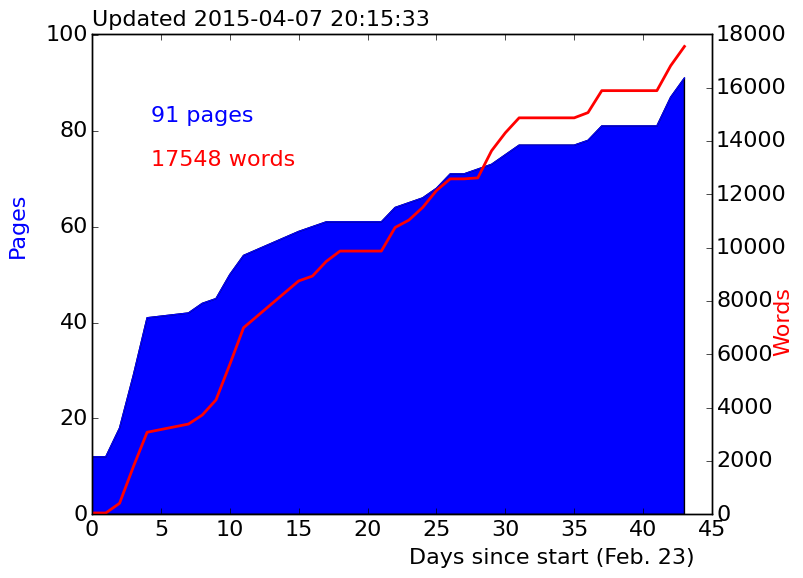 Updated 2015-04-07 20:15:33
100
80
60
40
20
0
Pages
91 pages
17548 words
18000
16000
14000
12000
10000
8000
6000
4000
2000
0
Words
0 5 10 15 20 25 30 35 40 45
Days since start (Feb. 23)